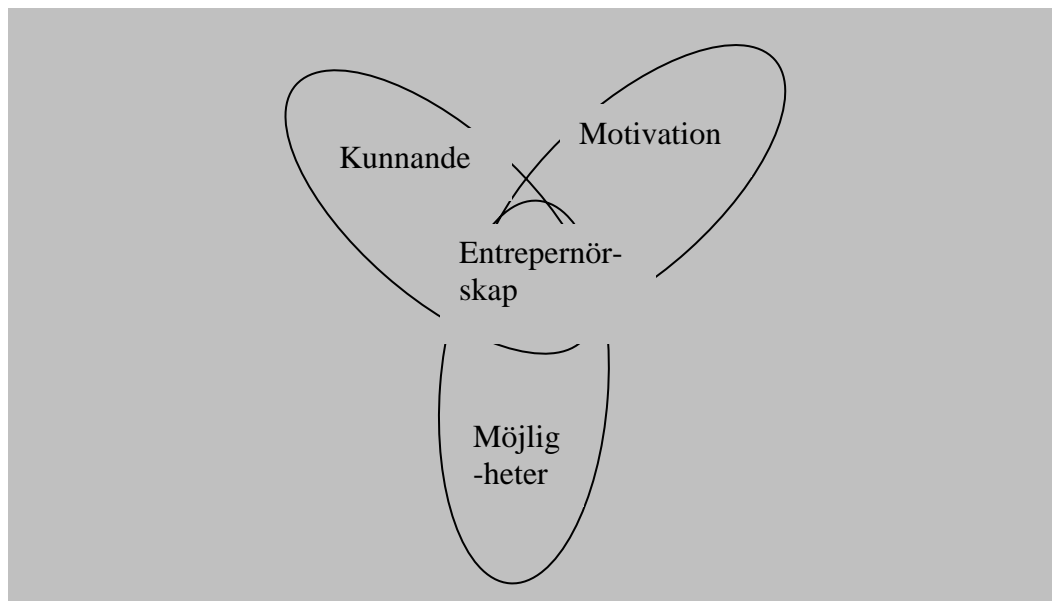 Motivation
Kunnande
Entrepernör-
skap
Möjlig
-heter